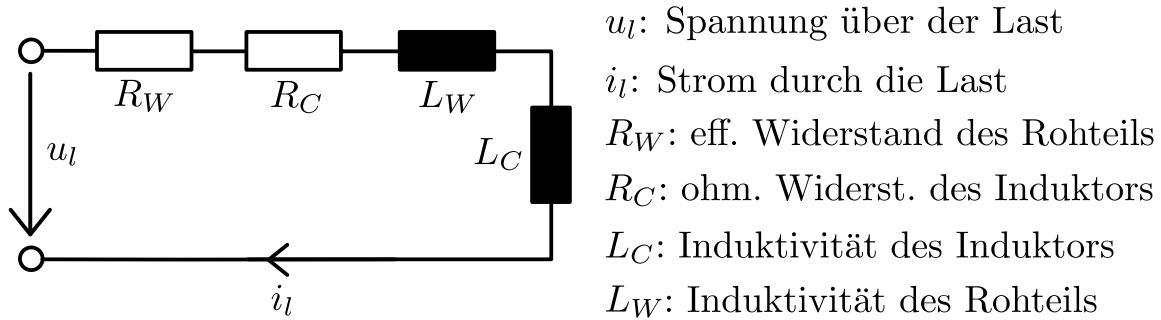 R_W
R_C
L_W
L_C
u_l
i_l
u_l: Spannung über der Last
i_l: Strom durch die Last
R_W: eff. Widerstand des Rohteils
R_C: ohm. Widerst. des Induktors
L_C: Induktivität des Induktors
L_W: Induktivität des Rohteils